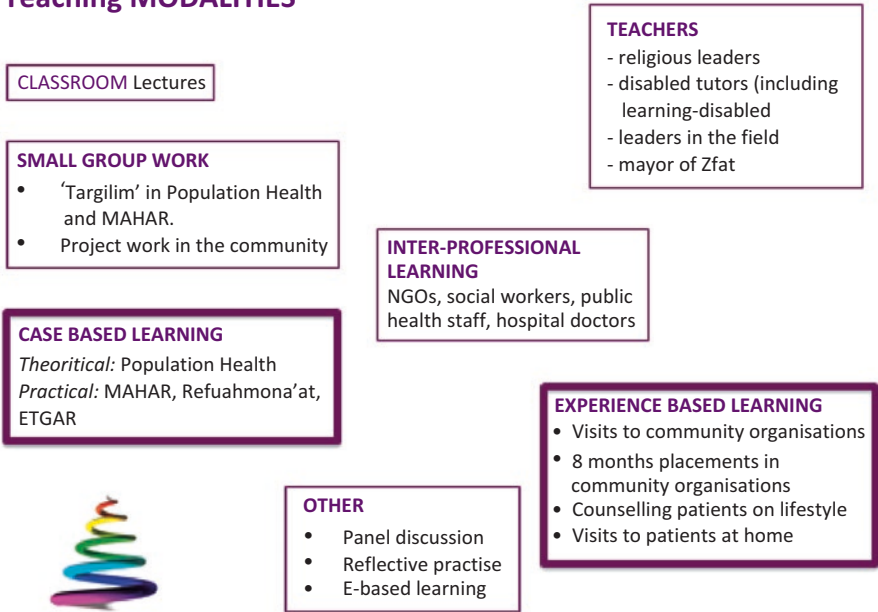 Teaching MODALITIES
CLASSROOM Lectures
SMALL GROUP WORK
• ‘Targilim’ in Population Health
and MAHAR.
• Project work in the community
CASE BASED LEARNING
Theoritical: Population Health
Practical: MAHAR, Refuahmona’at,
ETGAR
TEACHERS
- religious leaders
- disabled tutors (including
learning-disabled
- leaders in the field
- mayor of Zfat
INTER-PROFESSIONAL
LEARNING
NGOs, social workers, public
health staff, hospital doctors
EXPERIENCE BASED LEARNING
• Visits to community organisations
• 8 months placements in
community organisations
• Counselling patients on lifestyle
• Visits to patients at home
OTHER
• Panel discussion
• Reflective practise
• E-based learning